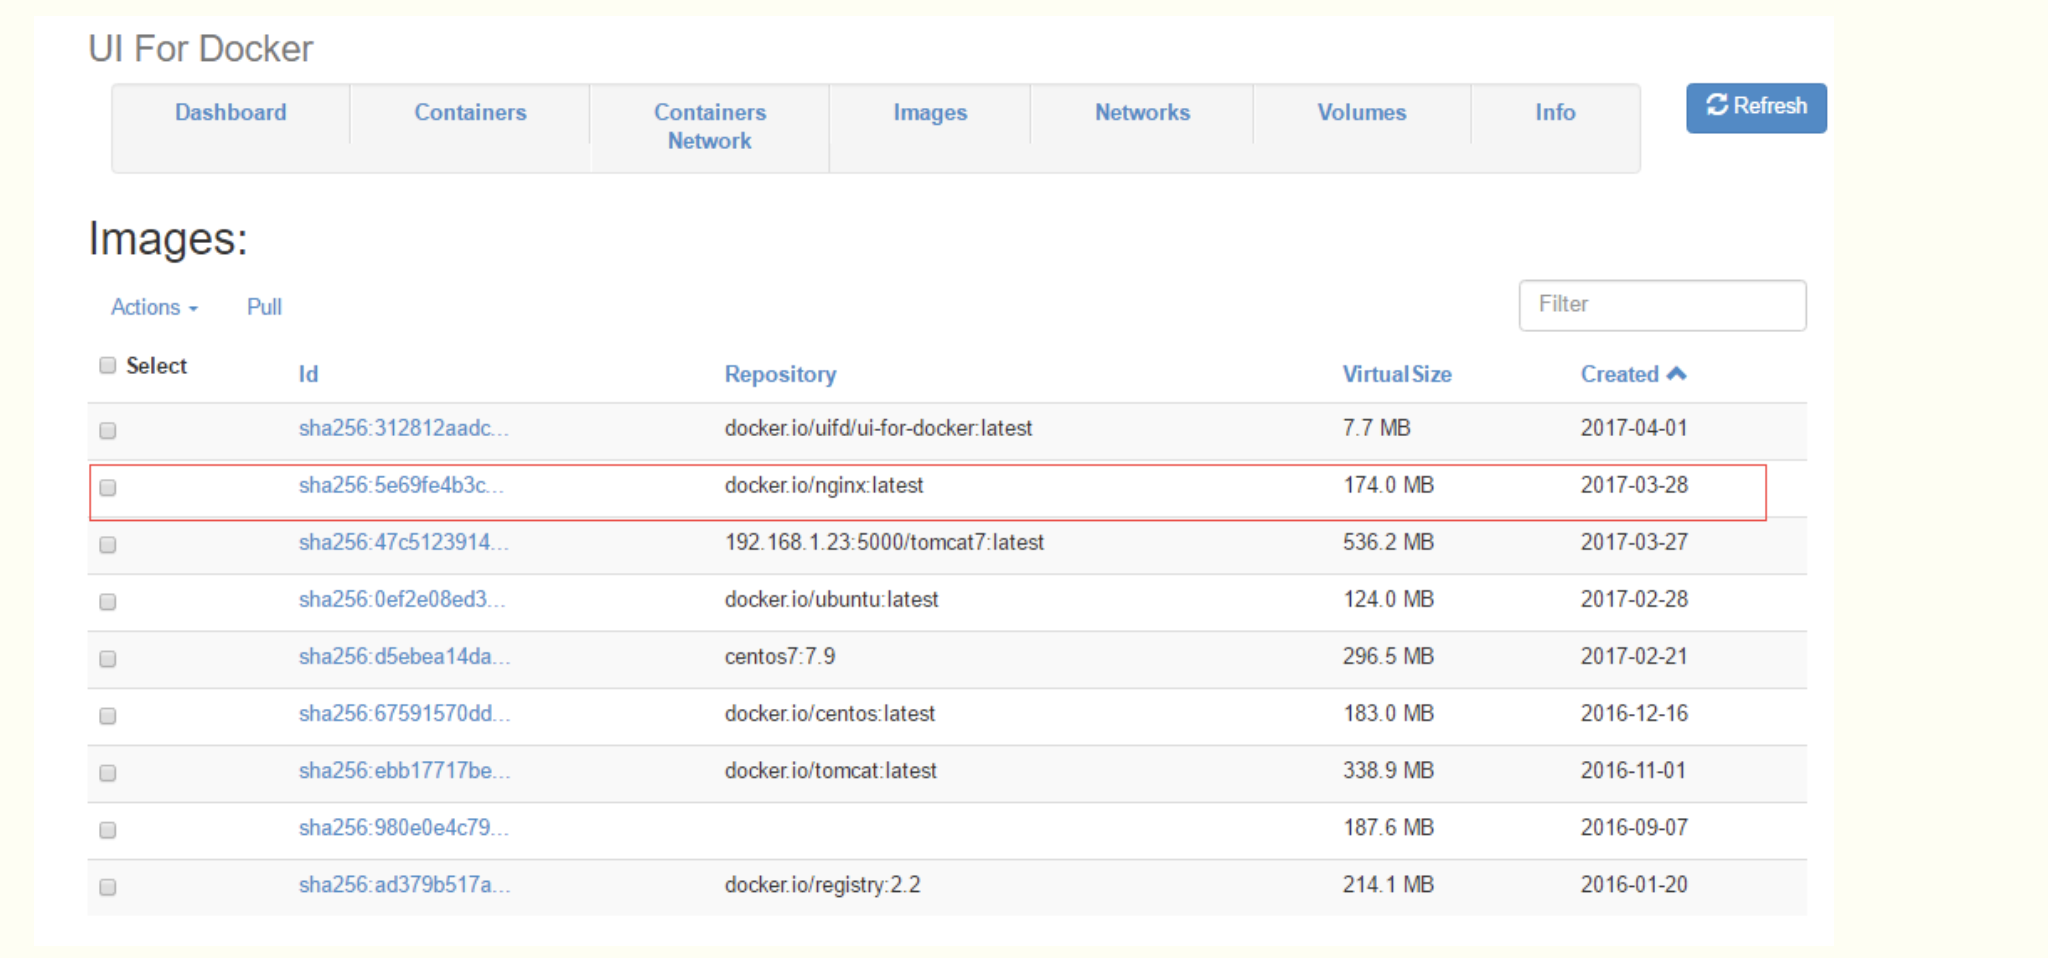 UI For Docker
Dashboard Containers Containers Network Images Networks Volumes Info Refresh
Images:
Actions Pull Filter
Select Id Repository VirtualSize Created
sha256:312812aadc... docker.io/uifd/ui-for-docker:latest 7.7 MB 2017-04-01
sha256:5e69fe4b3c... docker.io/nginx:latest 174.0 MB 2017-03-28
sha256:47c5123914... 192.168.1.23:5000/tomcat7:latest 536.2 MB 2017-03-27
sha256:0ef2e08ed3... docker.io/ubuntu:latest 124.0 MB 2017-02-28
sha256:d5ebea14da... centos7:7.9 296.5 MB 2017-02-21
sha256:67591570dd... docker.io/centos:latest 183.0 MB 2016-12-16
sha256:ebb17717be... docker.io/tomcat:latest 338.9 MB 2016-11-01
sha256:980e0e4c79... 187.6 MB 2016-09-07
sha256:ad379b517a... docker.io/registry:2.2 214.1 MB 2016-01-20